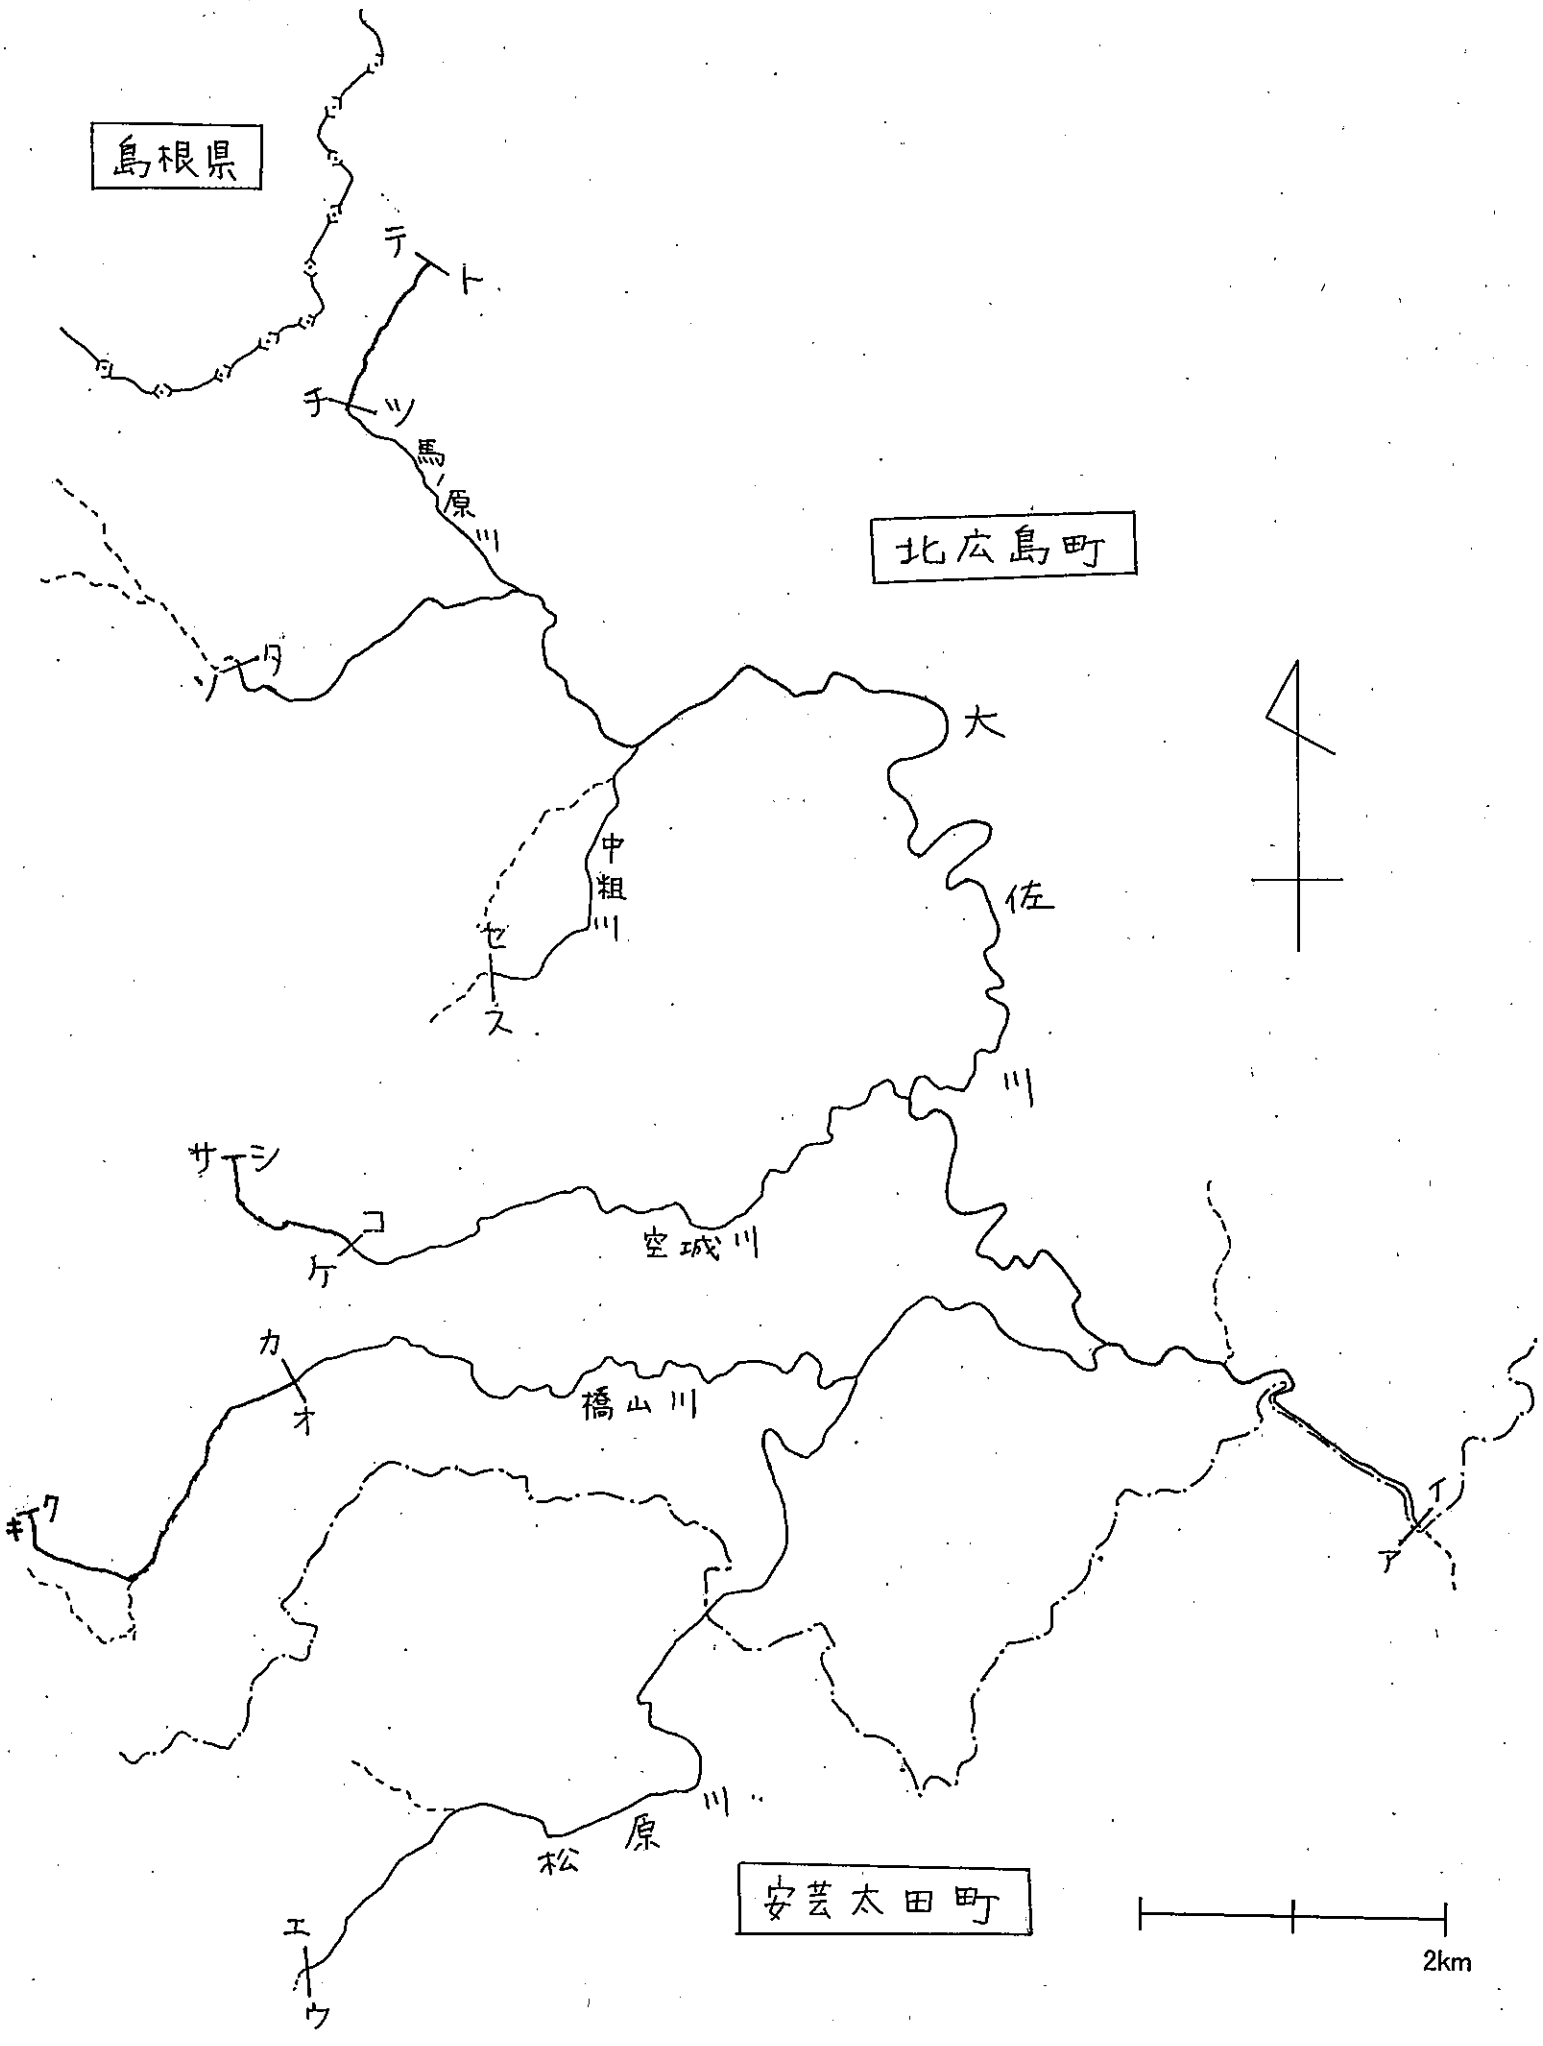 島根県
テ
ト
チ
ツ
馬ノ原川
北広島町
タ
ソ
大佐川
中粗川
セ
ス
サ
シ
コ
ケ
空城川
カ
オ
橋山川
キ
ク
イ
ア
松原川
安芸太田町
エ
ウ
2km